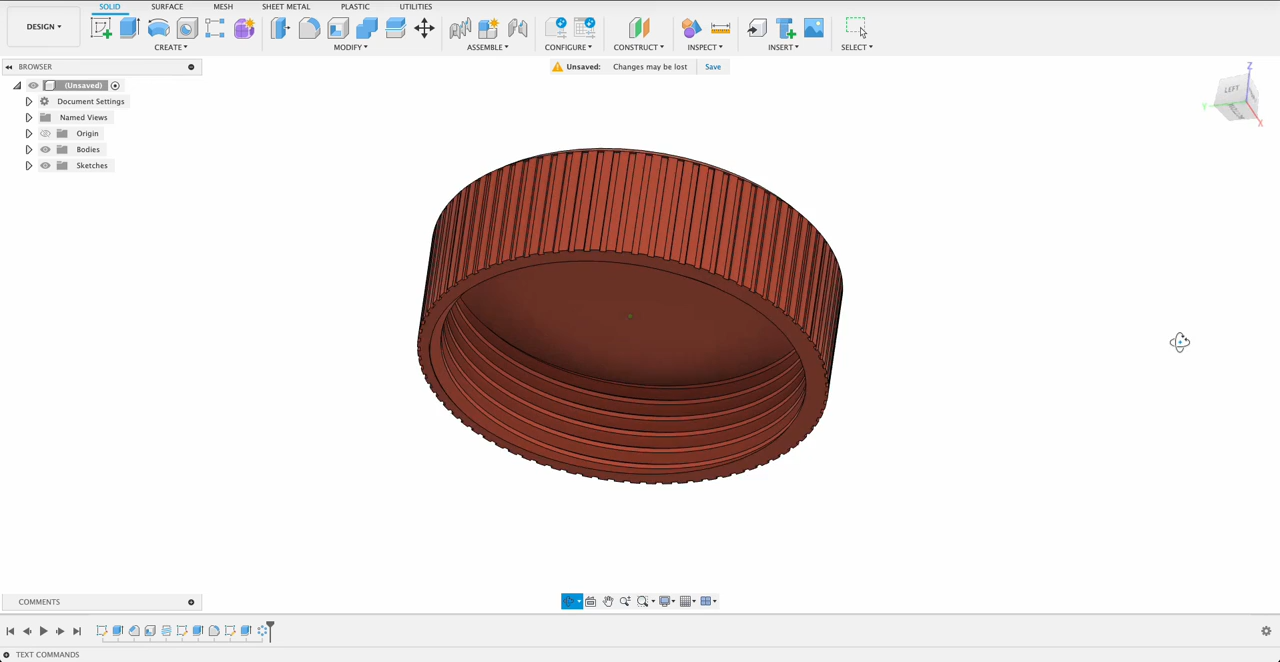 SOLID SURFACE MESH SHEET METAL PLASTIC UTILITIES
DESIGN
CREATE MODIFY ASSEMBLE CONFIGURE CONSTRUCT INSPECT INSERT SELECT
BROWSER
Unsaved: Changes may be lost Save
(Unsaved)
Document Settings
Named Views
Origin
Bodies
Sketches
Z
LEFT
Y
X
COMMENTS
TEXT COMMANDS